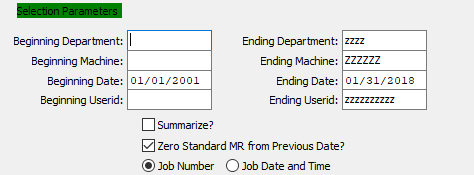 Selection Parameters
Beginning Department: Ending Department: zzzz
Beginning Machine: Ending Machine: ZZZZZZ
Beginning Date: 01/01/2001 Ending Date: 01/31/2018
Beginning Userid: Ending Userid: zzzzzzzzzz
Summarize?
Zero Standard MR from Previous Date?
Job Number Job Date and Time